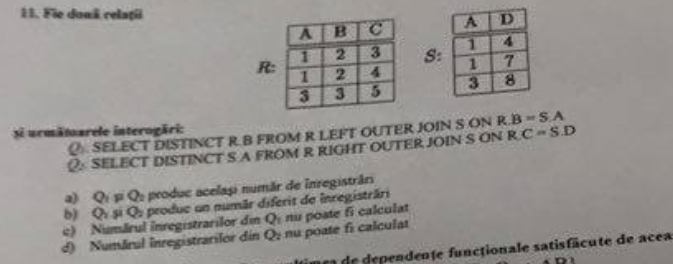 11. Fie două relații
R:
A B C
1 2 3
1 2 4
3 3 5
S:
A D
1 4
1 7
3 8
și următoarele interogări:
Q₁: SELECT DISTINCT R.B FROM R LEFT OUTER JOIN S ON R.B = S.A
Q₂: SELECT DISTINCT S.A FROM R RIGHT OUTER JOIN S ON R.C = S.D
a) Q₁ și Q₂ produc același număr de înregistrări
b) Q₁ și Q₂ produc un număr diferit de înregistrări
c) Numărul înregistrarilor din Q₁ nu poate fi calculat
d) Numărul înregistrarilor din Q₂ nu poate fi calculat
de dependențe funcționale satisfăcute de acea